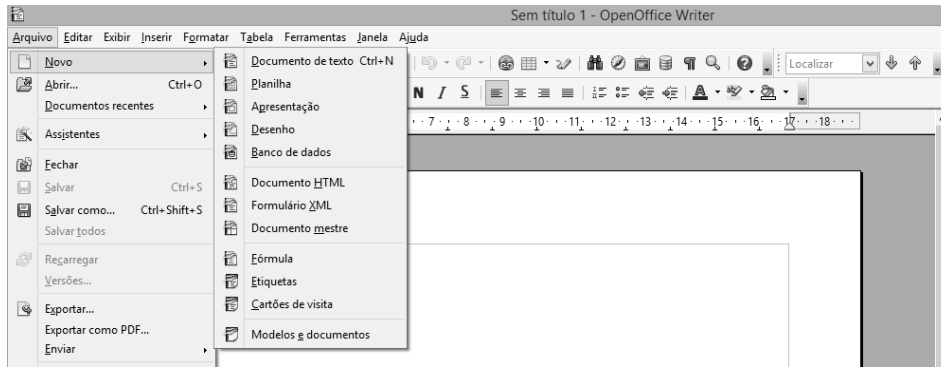 Sem título 1 - OpenOffice Writer
Arquivo Editar Exibir Inserir Formatar Tabela Ferramentas Janela Ajuda
Novo
Abrir... Ctrl+O
Documentos recentes
Assistentes
Fechar
Salvar Ctrl+S
Salvar como... Ctrl+Shift+S
Salvar todos
Recarregar
Versões...
Exportar...
Exportar como PDF...
Enviar
Documento de texto Ctrl+N
Planilha
Apresentação
Desenho
Banco de dados
Documento HTML
Formulário XML
Documento mestre
Fórmula
Etiquetas
Cartões de visita
Modelos e documentos
Localizar
N I S A
7 8 9 10 11 12 13 14 15 16 17 18